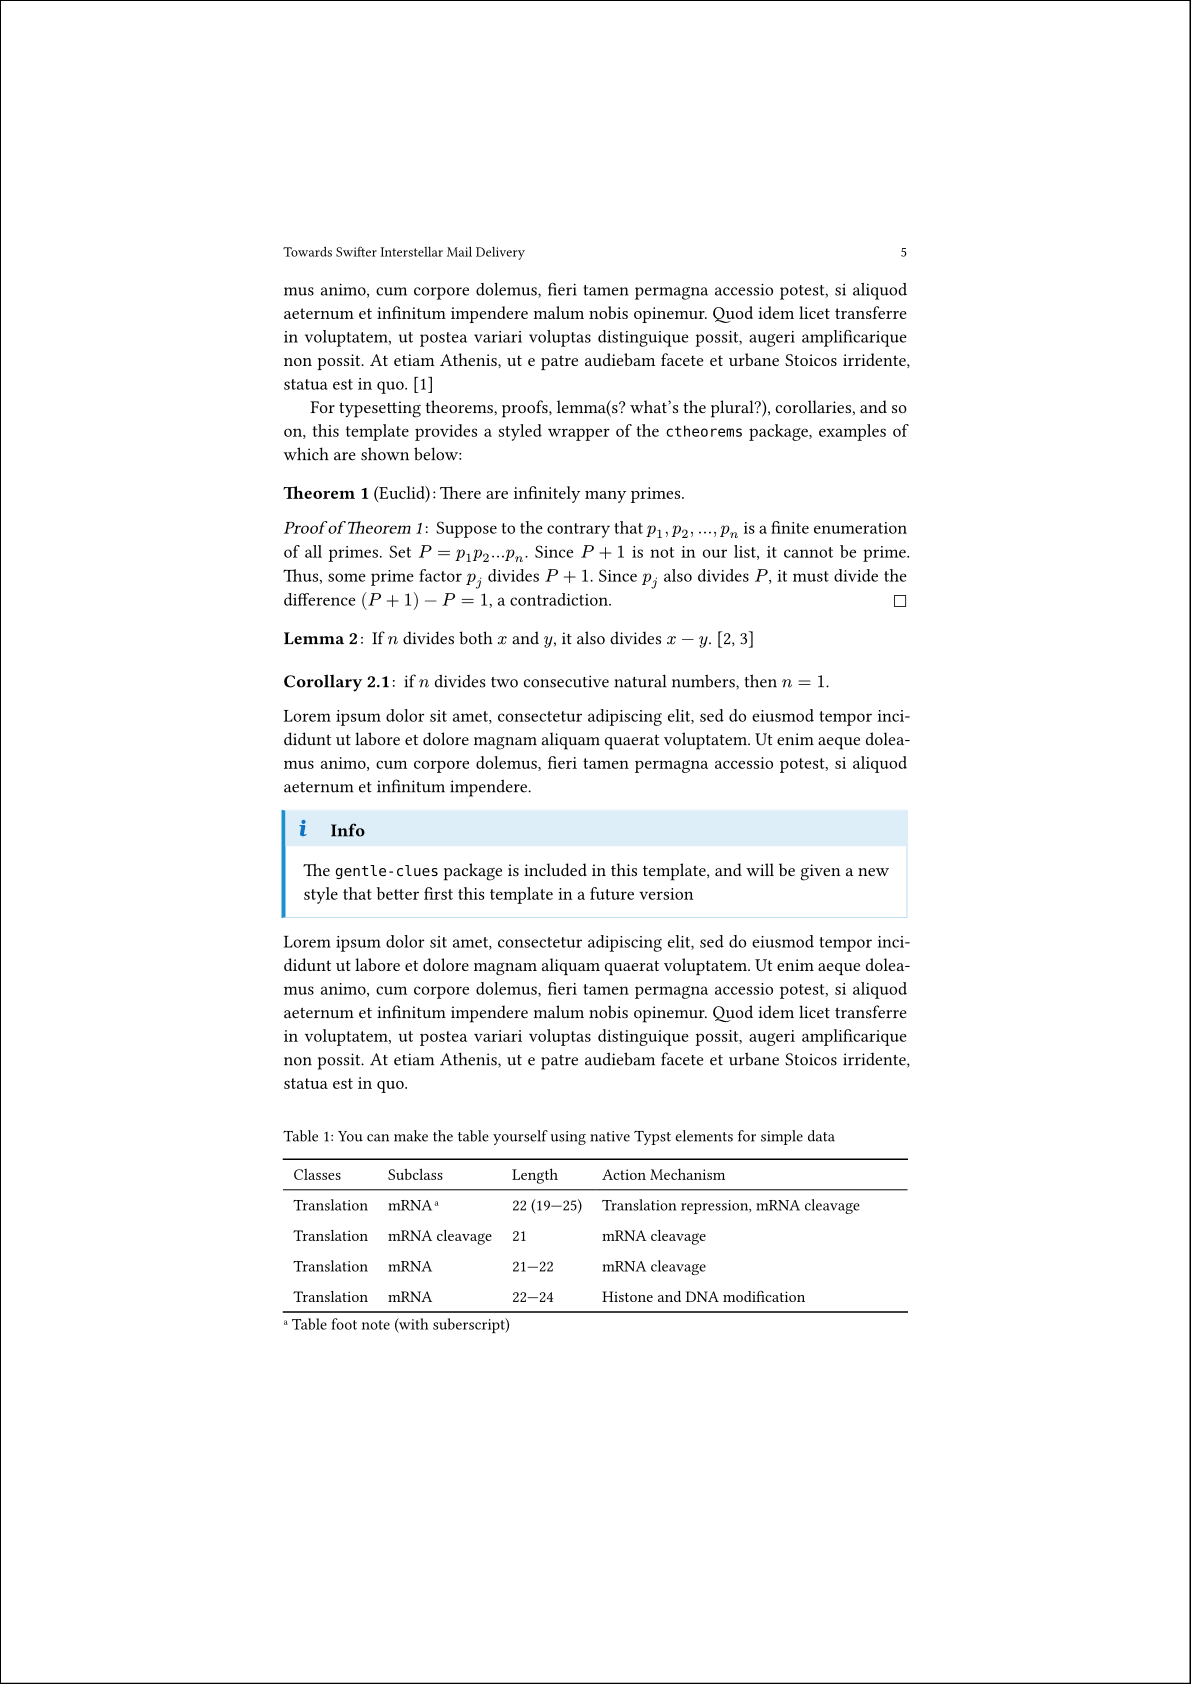 Towards Swifter Interstellar Mail Delivery 5
mus animo, cum corpore dolemus, fieri tamen permagna accessio potest, si aliquod
aeternum et infinitum impendere malum nobis opinemur. Quod idem licet transferre
in voluptatem, ut postea variari voluptas distinguique possit, augeri amplificarique
non possit. At etiam Athenis, ut e patre audiebam facete et urbane Stoicos irridente,
statua est in quo. [1]
For typesetting theorems, proofs, lemma(s? what’s the plural?), corollaries, and so
on, this template provides a styled wrapper of the ctheorems package, examples of
which are shown below:
Theorem 1 (Euclid): There are infinitely many primes.
Proof of Theorem 1: Suppose to the contrary that p₁, p₂, ..., pₙ is a finite enumeration
of all primes. Set P = p₁p₂...pₙ. Since P + 1 is not in our list, it cannot be prime.
Thus, some prime factor pⱼ divides P + 1. Since pⱼ also divides P, it must divide the
difference (P + 1) − P = 1, a contradiction. □
Lemma 2: If n divides both x and y, it also divides x − y. [2, 3]
Corollary 2.1: if n divides two consecutive natural numbers, then n = 1.
Lorem ipsum dolor sit amet, consectetur adipiscing elit, sed do eiusmod tempor inci-
didunt ut labore et dolore magnam aliquam quaerat voluptatem. Ut enim aeque dolea-
mus animo, cum corpore dolemus, fieri tamen permagna accessio potest, si aliquod
aeternum et infinitum impendere.
i Info
The gentle-clues package is included in this template, and will be given a new
style that better first this template in a future version
Lorem ipsum dolor sit amet, consectetur adipiscing elit, sed do eiusmod tempor inci-
didunt ut labore et dolore magnam aliquam quaerat voluptatem. Ut enim aeque dolea-
mus animo, cum corpore dolemus, fieri tamen permagna accessio potest, si aliquod
aeternum et infinitum impendere malum nobis opinemur. Quod idem licet transferre
in voluptatem, ut postea variari voluptas distinguique possit, augeri amplificarique
non possit. At etiam Athenis, ut e patre audiebam facete et urbane Stoicos irridente,
statua est in quo.
Table 1: You can make the table yourself using native Typst elements for simple data
Classes Subclass Length Action Mechanism
Translation mRNA ᵃ 22 (19—25) Translation repression, mRNA cleavage
Translation mRNA cleavage 21 mRNA cleavage
Translation mRNA 21—22 mRNA cleavage
Translation mRNA 22—24 Histone and DNA modification
ᵃ Table foot note (with suberscript)